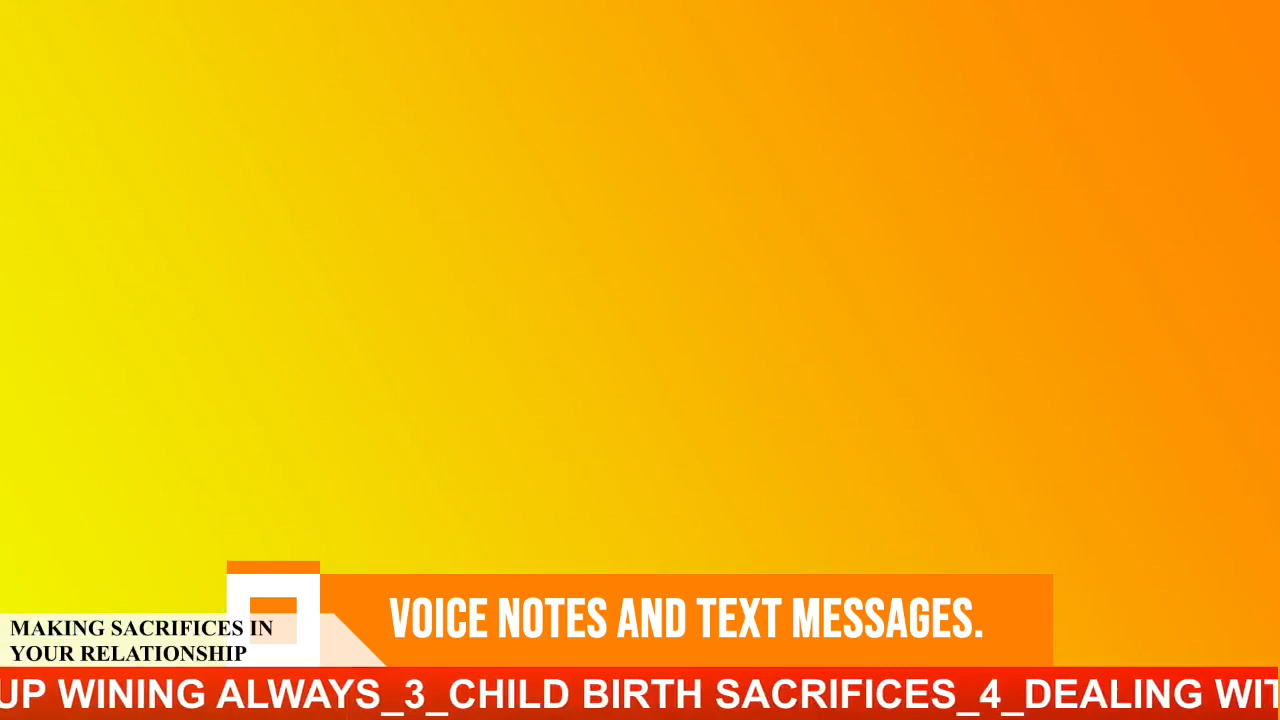 VOICE NOTES AND TEXT MESSAGES.
MAKING SACRIFICES IN
YOUR RELATIONSHIP
UP WINING ALWAYS_3_CHILD BIRTH SACRIFICES_4_DEALING WIT